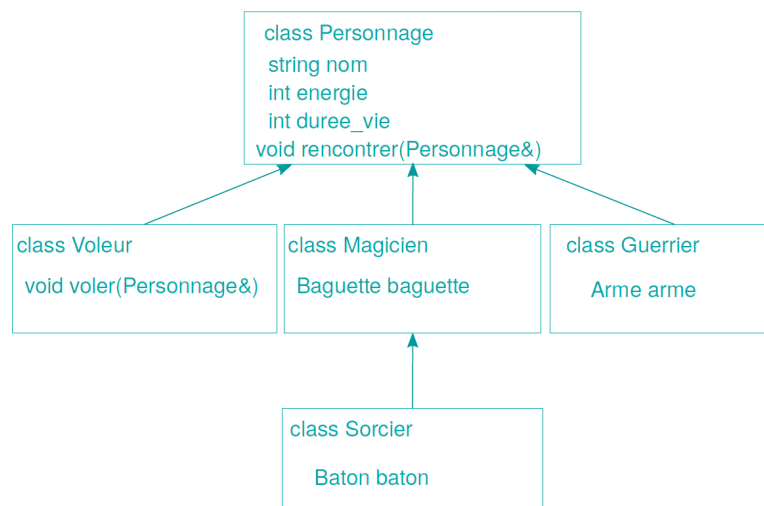 class Personnage
string nom
int energie
int duree_vie
void rencontrer(Personnage&)
class Voleur
void voler(Personnage&)
class Magicien
Baguette baguette
class Guerrier
Arme arme
class Sorcier
Baton baton